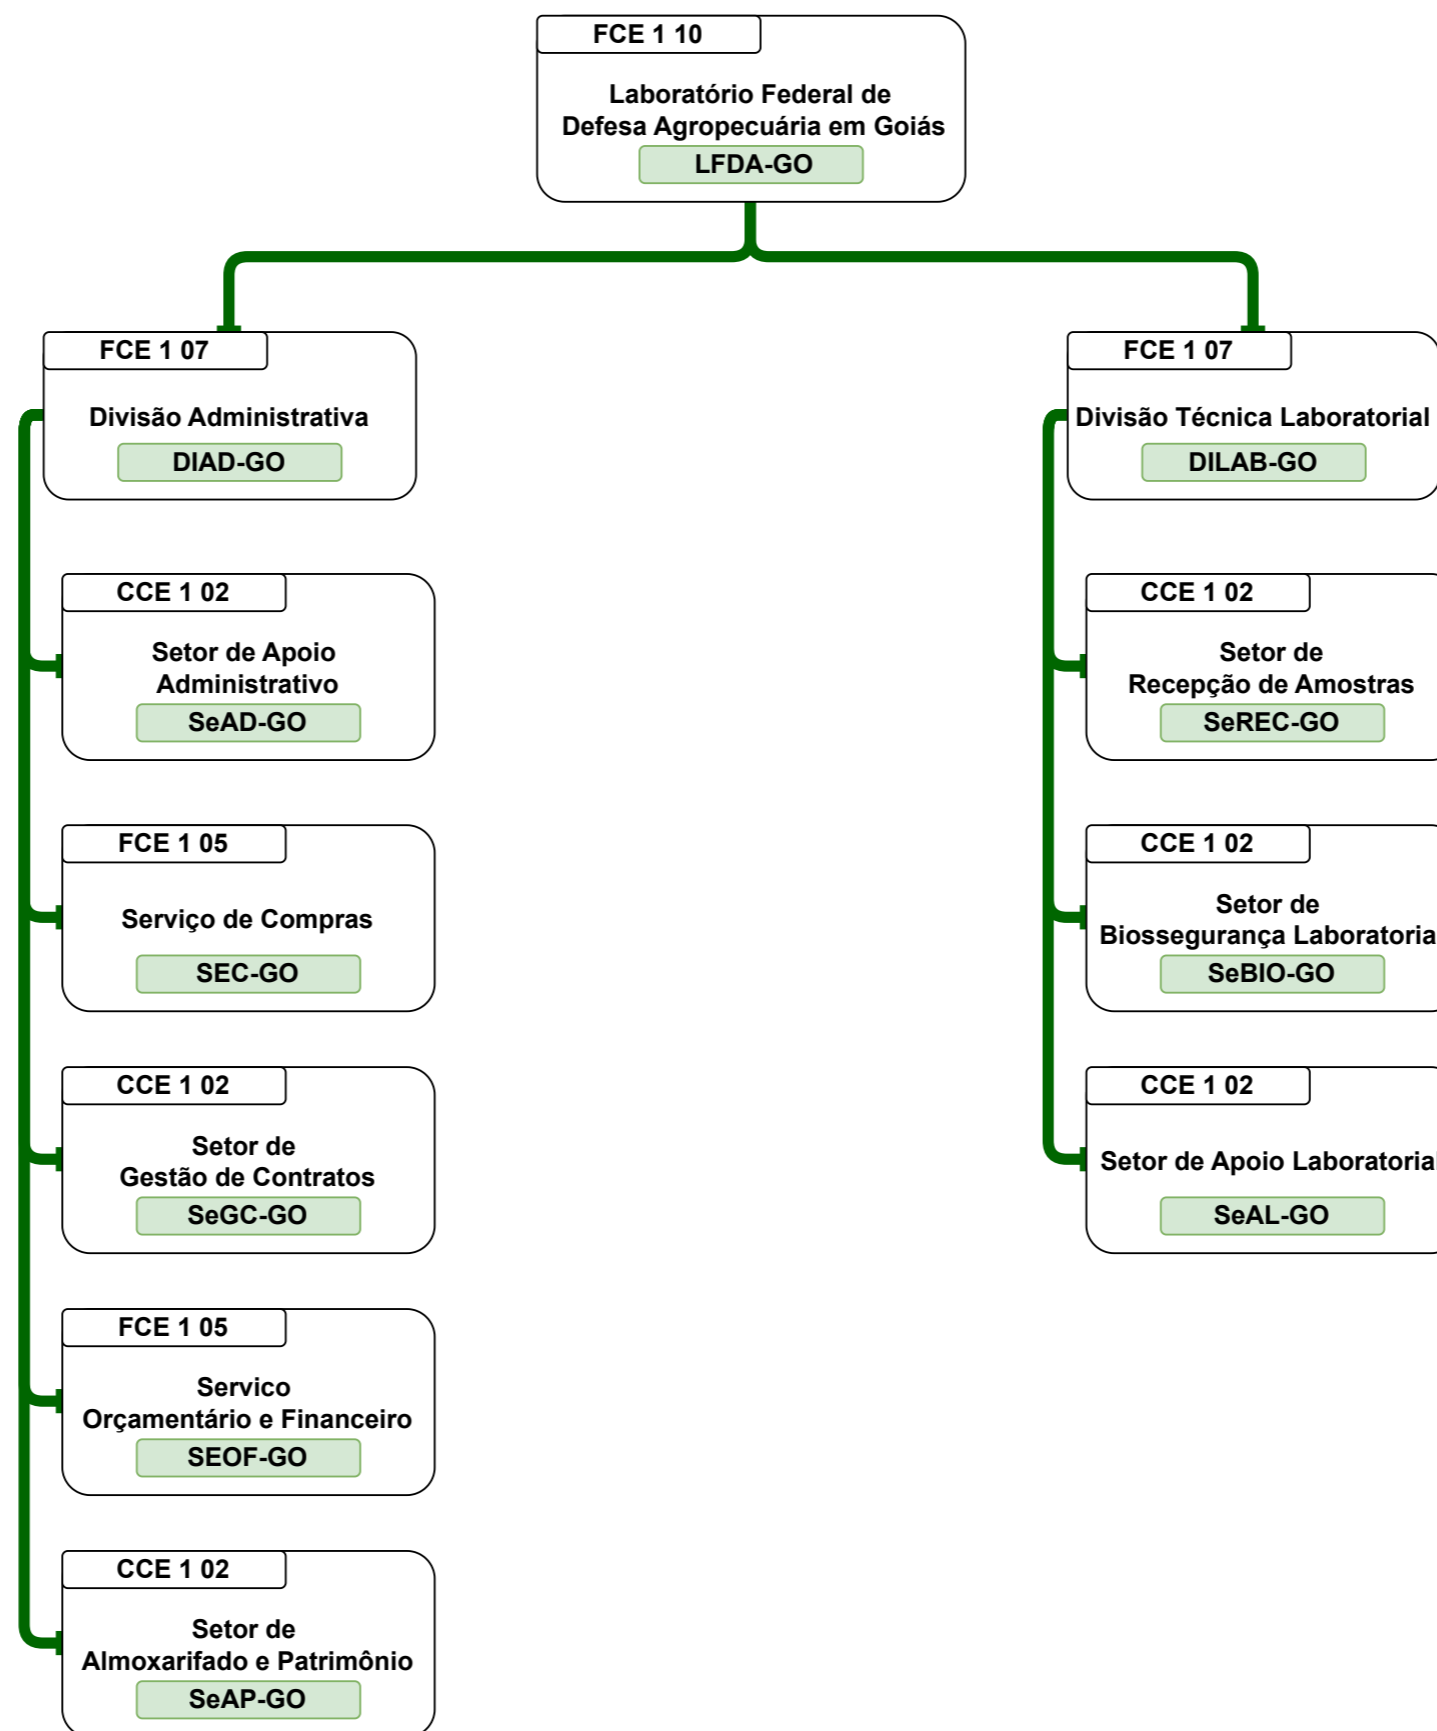 FCE 1 10
Laboratório Federal de
Defesa Agropecuária em Goiás
LFDA-GO
FCE 1 07
Divisão Administrativa
DIAD-GO
CCE 1 02
Setor de Apoio
Administrativo
SeAD-GO
FCE 1 05
Serviço de Compras
SEC-GO
CCE 1 02
Setor de
Gestão de Contratos
SeGC-GO
FCE 1 05
Servico
Orçamentário e Financeiro
SEOF-GO
CCE 1 02
Setor de
Almoxarifado e Patrimônio
SeAP-GO
FCE 1 07
Divisão Técnica Laboratorial
DILAB-GO
CCE 1 02
Setor de
Recepção de Amostras
SeREC-GO
CCE 1 02
Setor de
Biossegurança Laboratoria
SeBIO-GO
CCE 1 02
Setor de Apoio Laboratorial
SeAL-GO